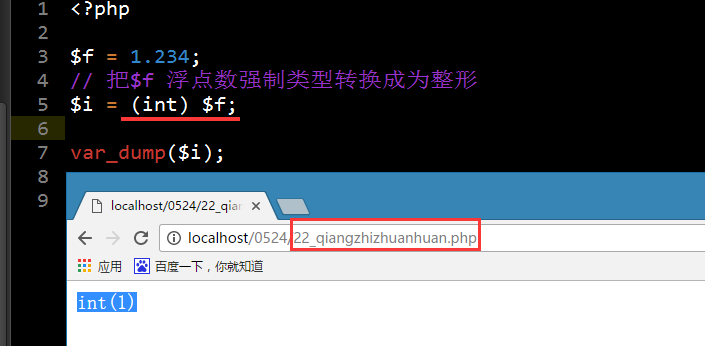 1 <?php
2
3 $f = 1.234;
4 // 把$f 浮点数强制类型转换成为整形
5 $i = (int) $f;
6
7 var_dump($i);
8
9
localhost/0524/22_qian
localhost/0524/22_qiangzhizhuanhuan.php
应用 百度一下，你就知道
int(1)